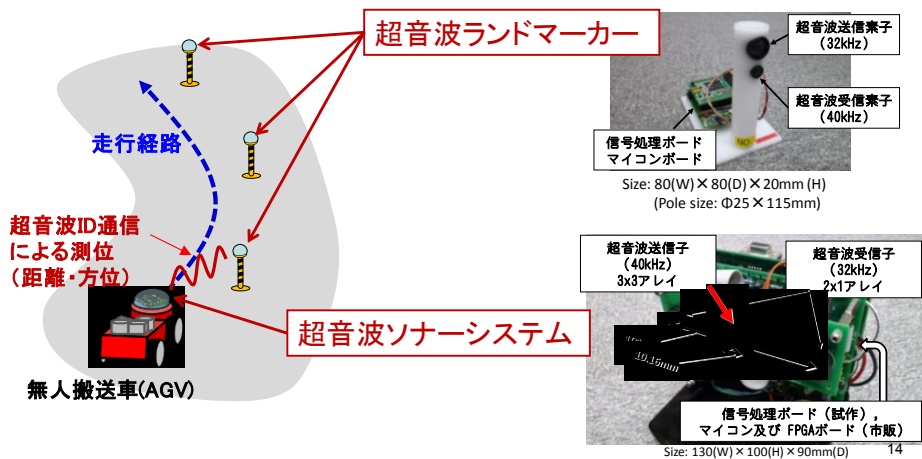 超音波ランドマーカー
走行経路
超音波ID通信
による測位
(距離・方位)
超音波ソナーシステム
無人搬送車(AGV)
超音波送信素子
(32kHz)
超音波受信素子
(40kHz)
信号処理ボード
マイコンボード
NO.
Size: 80(W)×80(D)×20mm (H)
(Pole size: Φ25×115mm)
超音波送信子
(40kHz)
3x3アレイ
超音波受信子
(32kHz)
2x1アレイ
10.15mm
信号処理ボード(試作),
マイコン及び FPGAボード(市販)
Size: 130(W)×100(H)×90mm(D)
14